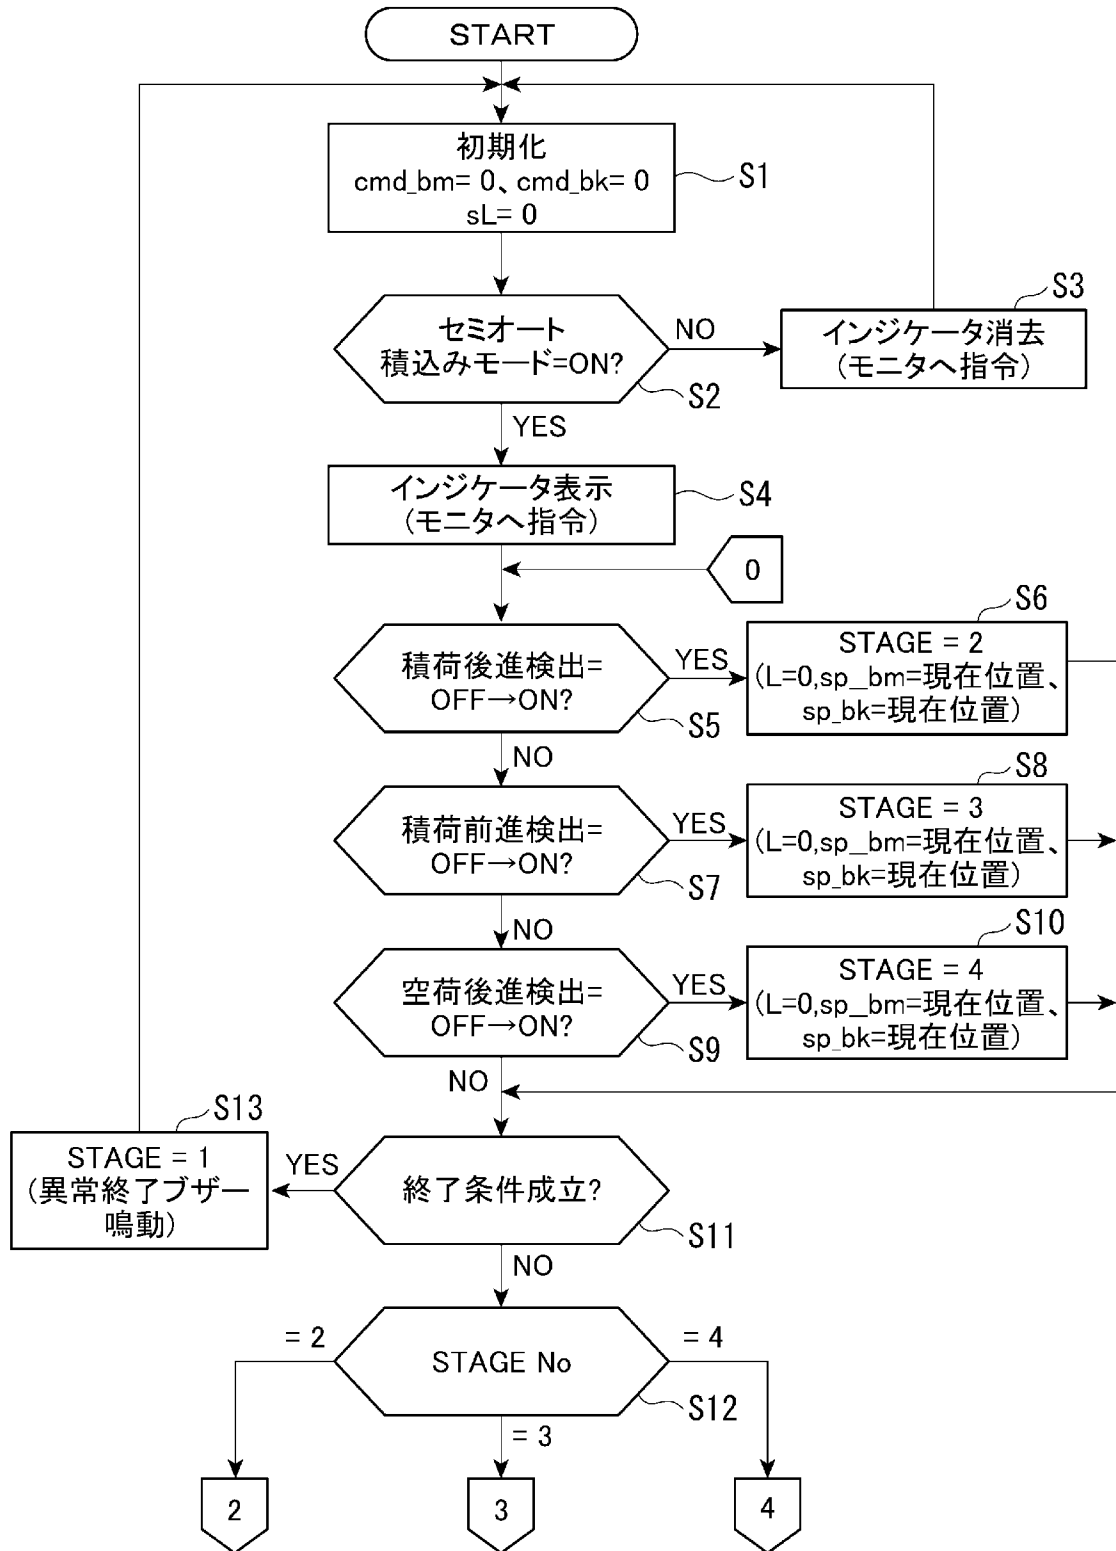 START
初期化
cmd_bm= 0、cmd_bk= 0
sL= 0
S1
セミオート
積込みモード=ON?
S2
NO
インジケータ消去
(モニタへ指令)
S3
YES
インジケータ表示
(モニタへ指令)
S4
0
積荷後進検出=
OFF→ON?
S5
YES
STAGE = 2
(L=0,sp_bm=現在位置、
sp_bk=現在位置)
S6
NO
積荷前進検出=
OFF→ON?
S7
YES
STAGE = 3
(L=0,sp_bm=現在位置、
sp_bk=現在位置)
S8
NO
空荷後進検出=
OFF→ON?
S9
YES
STAGE = 4
(L=0,sp_bm=現在位置、
sp_bk=現在位置)
S10
NO
終了条件成立?
S11
YES
STAGE = 1
(異常終了ブザー
鳴動)
S13
NO
STAGE No
S12
= 2
= 3
= 4
2
3
4